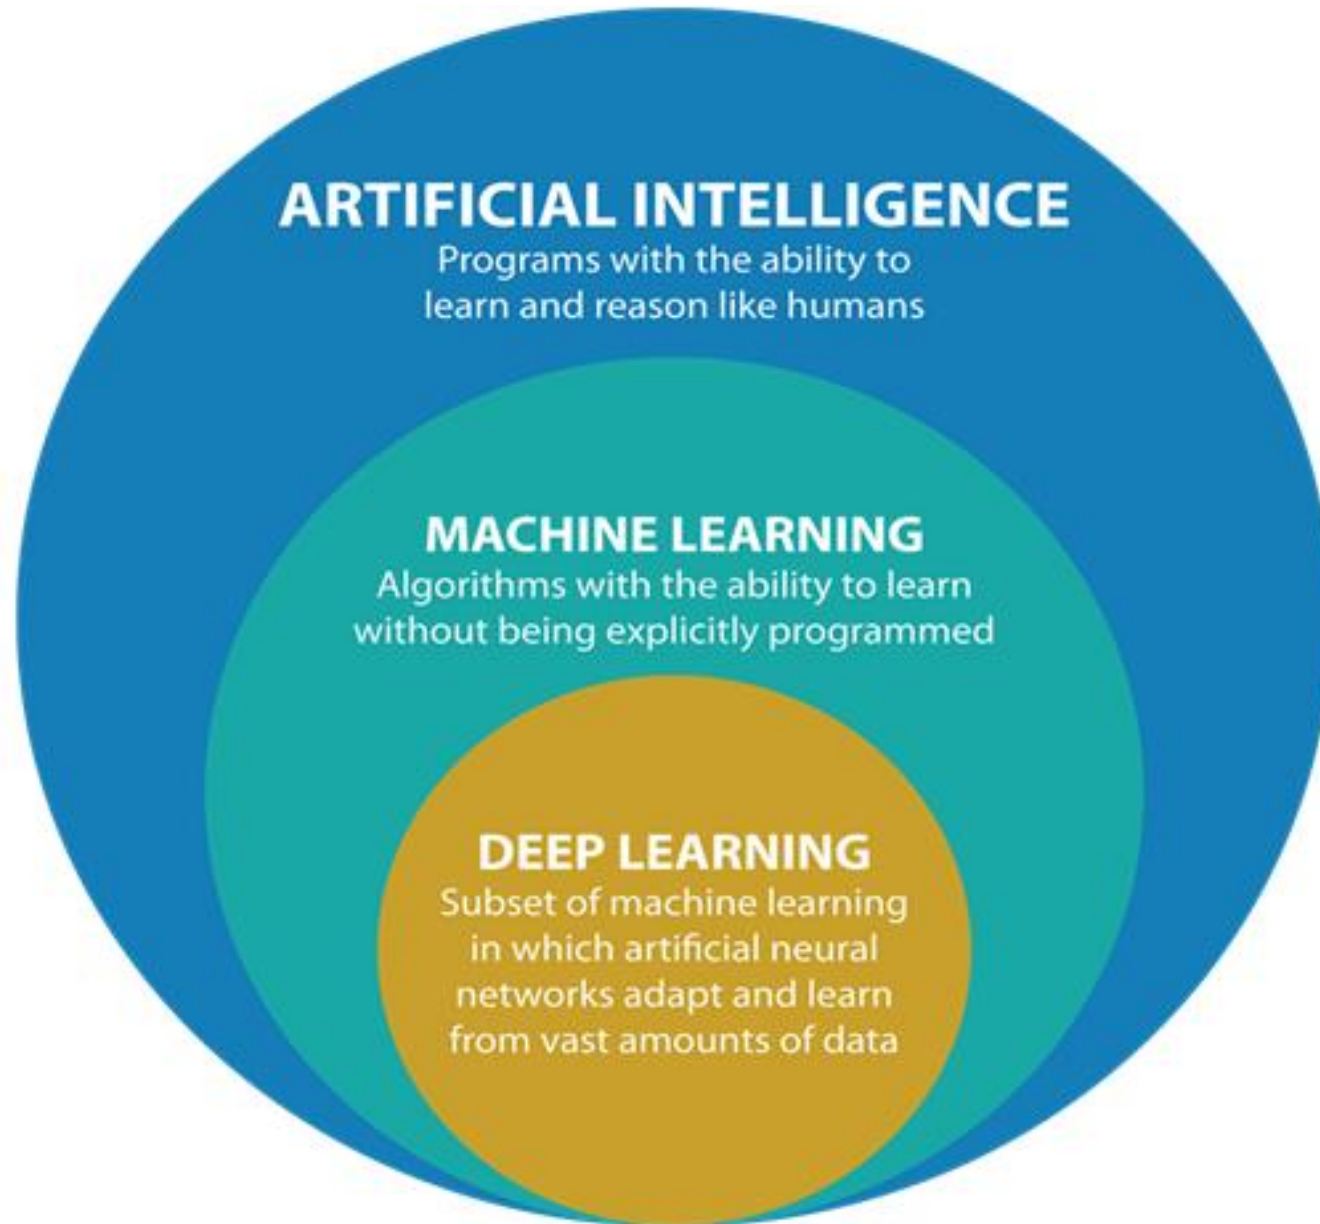 ARTIFICIAL INTELLIGENCE
Programs with the ability to
learn and reason like humans
MACHINE LEARNING
Algorithms with the ability to learn
without being explicitly programmed
DEEP LEARNING
Subset of machine learning
in which artificial neural
networks adapt and learn
from vast amounts of data